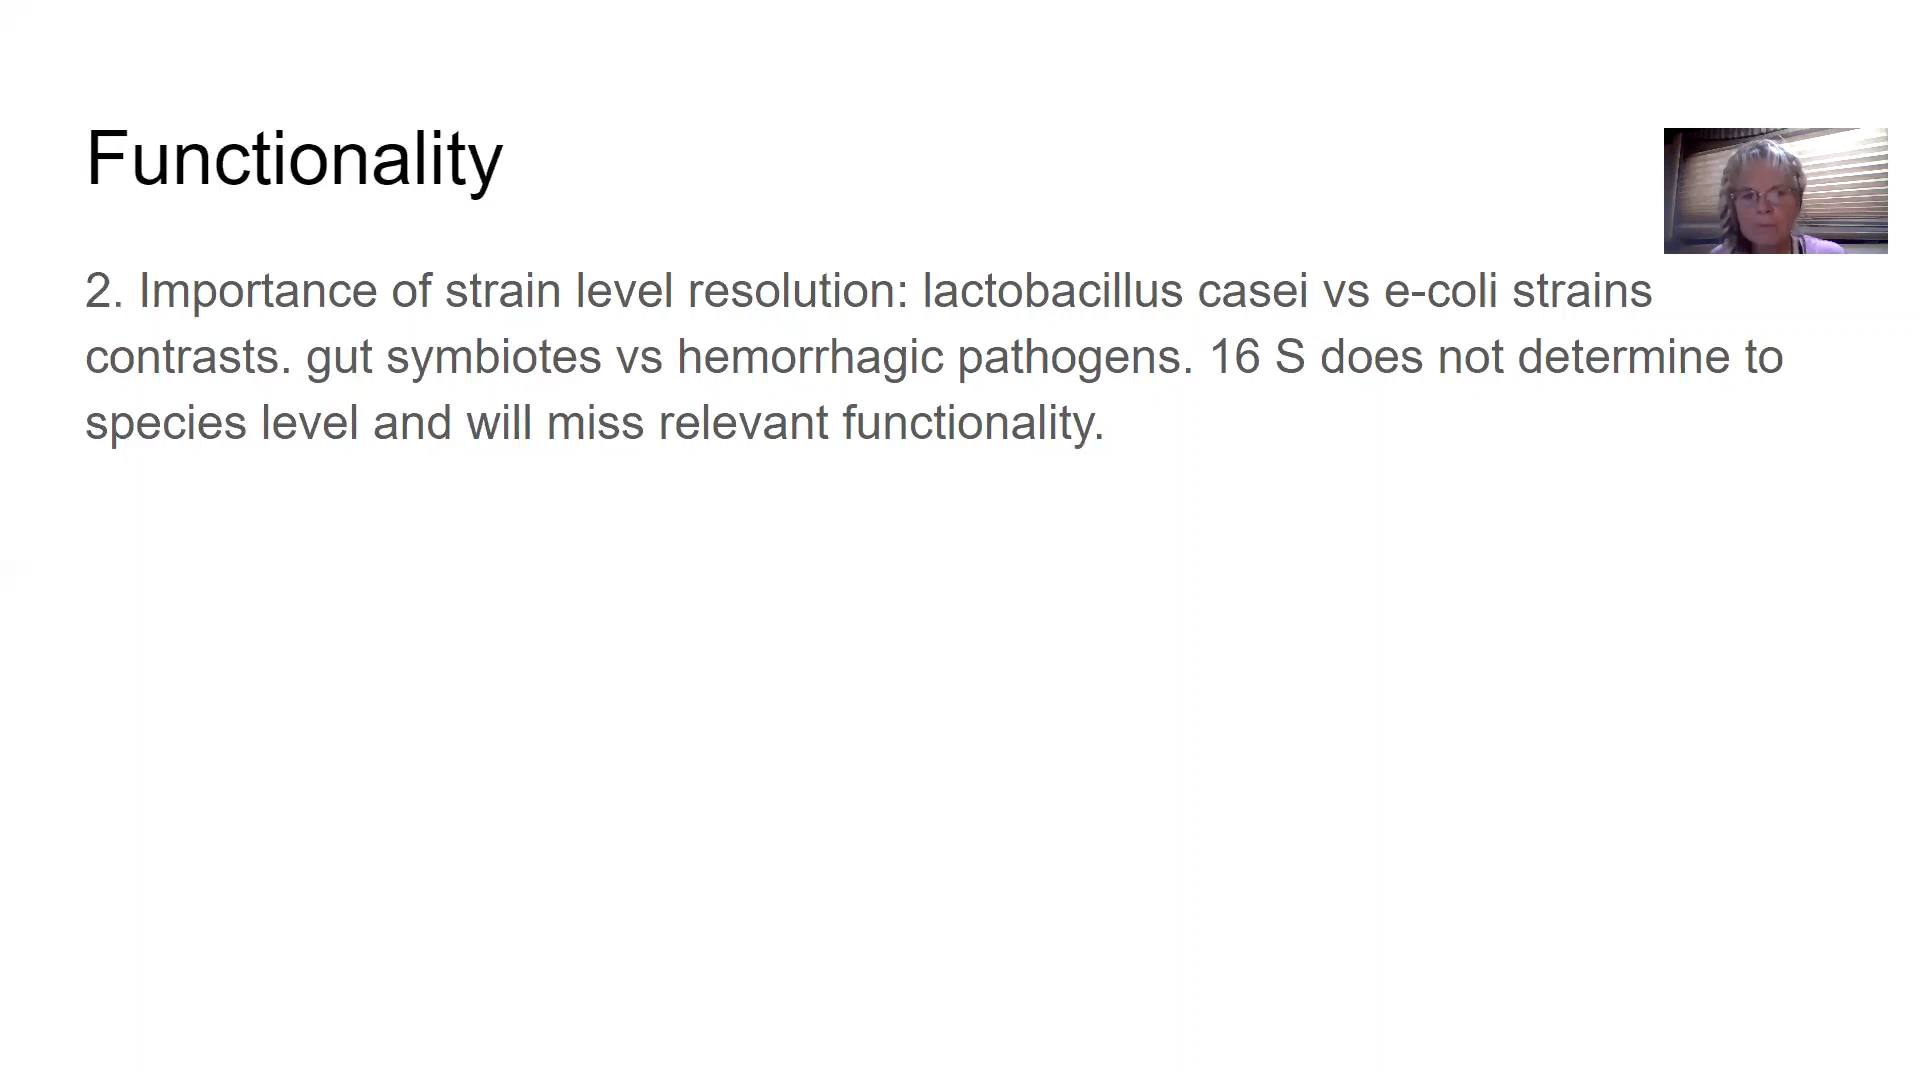 Functionality
2. Importance of strain level resolution: lactobacillus casei vs e-coli strains
contrasts. gut symbiotes vs hemorrhagic pathogens. 16 S does not determine to
species level and will miss relevant functionality.